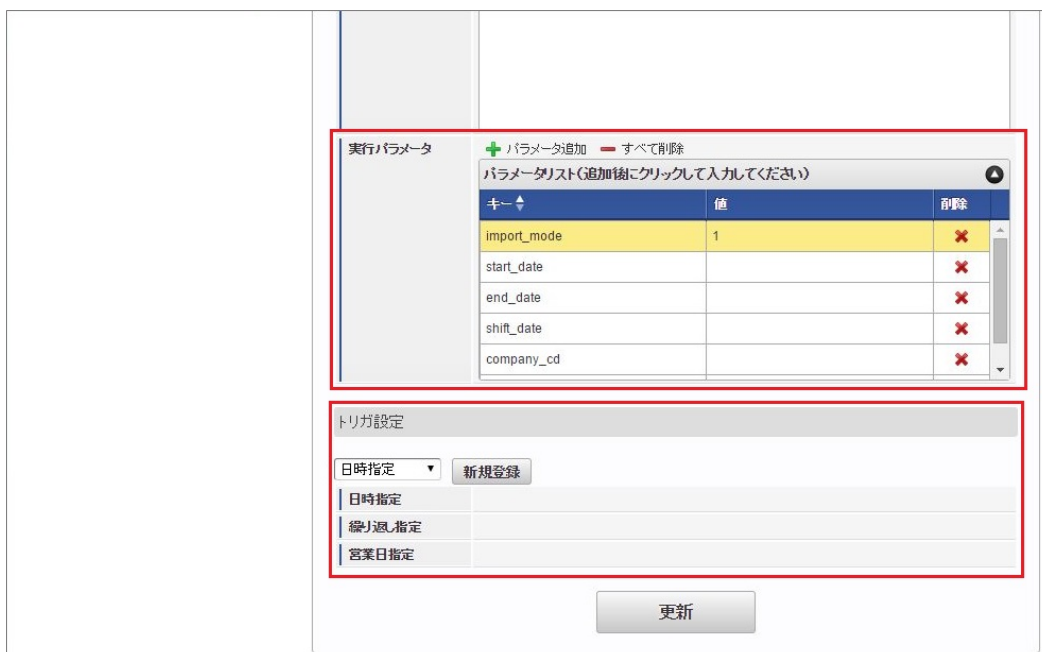 実行パラメータ
パラメータ追加 すべて削除
パラメータリスト(追加後にクリックして入力してください)
キー 値 削除
import_mode 1
start_date
end_date
shift_date
company_cd
トリガ設定
日時指定 新規登録
日時指定
繰り返し指定
営業日指定
更新